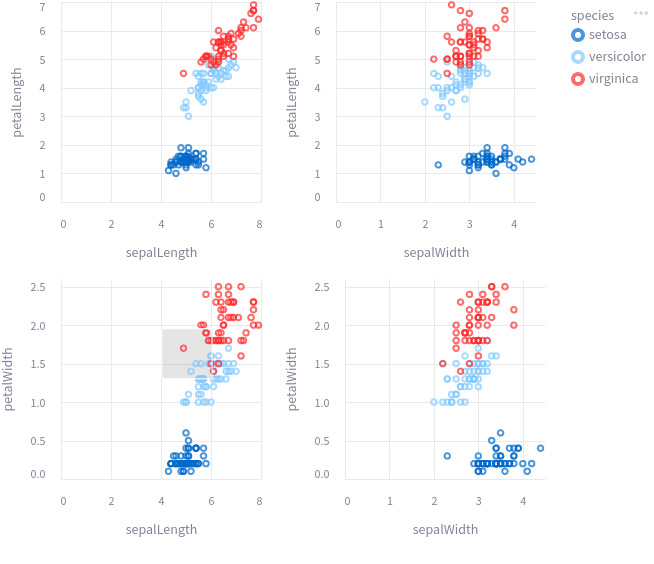 petalLength
7
6
5
4
3
2
1
0
0 2 4 6 8
sepalLength
petalLength
7
6
5
4
3
2
1
0
0 1 2 3 4
sepalWidth
species
setosa
versicolor
virginica
petalWidth
2.5
2.0
1.5
1.0
0.5
0.0
0 2 4 6 8
sepalLength
petalWidth
2.5
2.0
1.5
1.0
0.5
0.0
0 1 2 3 4
sepalWidth